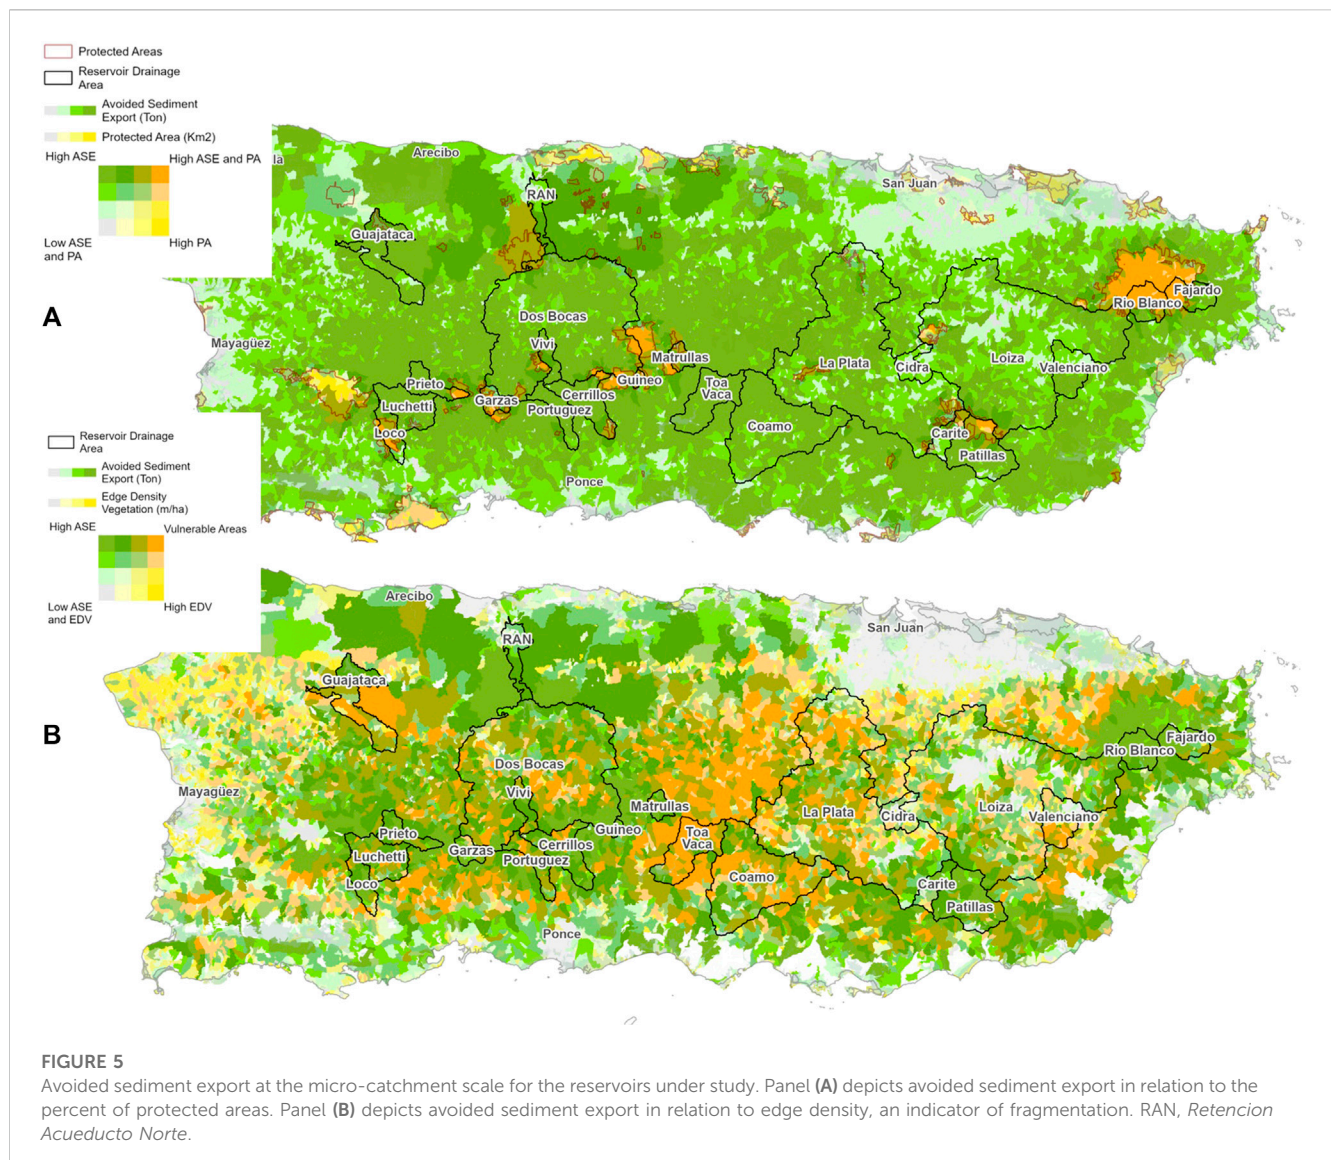 Protected Areas
Reservoir Drainage
Area
Avoided Sediment
Export (Ton)
Protected Area (Km2)
High ASE
High ASE and PA
Low ASE
and PA
High PA
la
Arecibo
San Juan
RAN
Guajataca
Fajardo
Rio Blanco
A
Dos Bocas
Mayagüez
Vivi
Matrullas
La Plata
Loiza
Cidra
Valenciano
Prieto
Guineo
Toa
Vaca
Luchetti
Garzas
Cerrillos
Portuguez
Loco
Coamo
Carite
Patillas
Ponce
Reservoir Drainage
Area
Avoided Sediment
Export (Ton)
Edge Density
Vegetation (m/ha)
High ASE
Vulnerable Areas
Low ASE
and EDV
High EDV
Arecibo
San Juan
RAN
Guajataca
B
Fajardo
Rio Blanco
Dos Bocas
Mayagüez
Vivi
Matrullas
La Plata
Loiza
Cidra
Valenciano
Prieto
Guineo
Toa
Vaca
Luchetti
Garzas
Cerrillos
Portuguez
Loco
Coamo
Carite
Patillas
Ponce
FIGURE 5
Avoided sediment export at the micro-catchment scale for the reservoirs under study. Panel (A) depicts avoided sediment export in relation to the
percent of protected areas. Panel (B) depicts avoided sediment export in relation to edge density, an indicator of fragmentation. RAN, Retencion
Acueducto Norte.